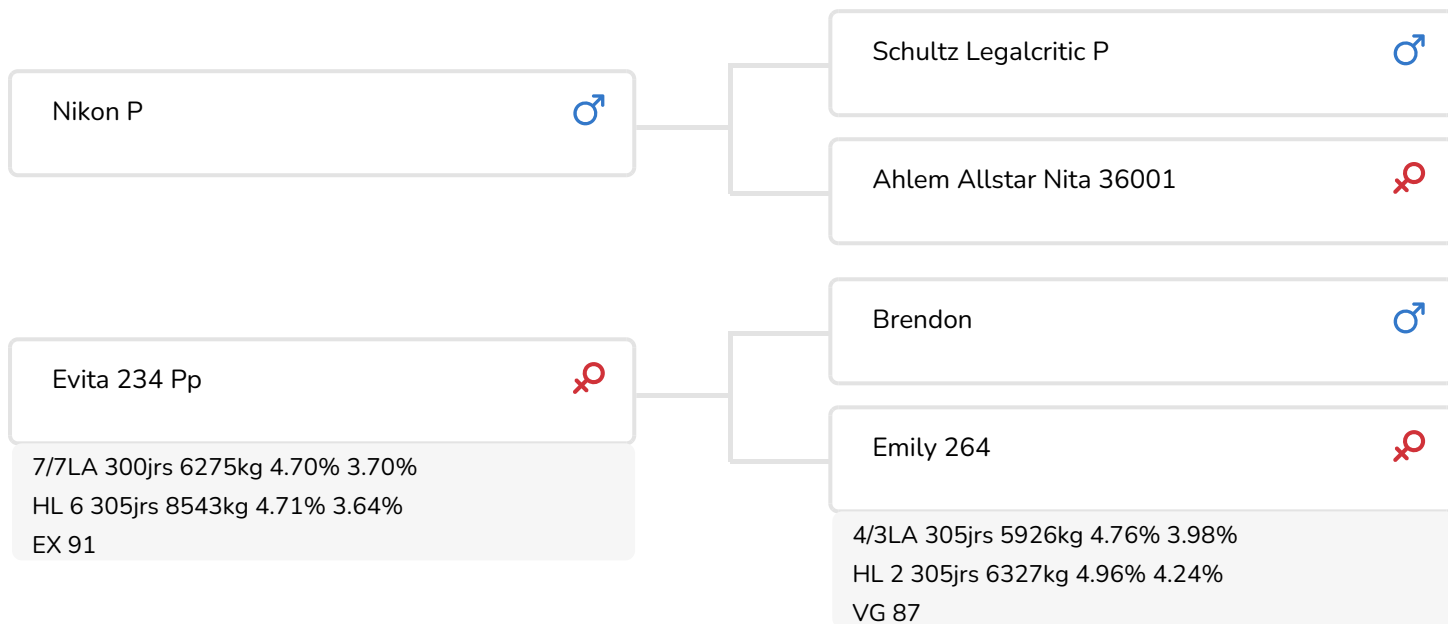 Schultz Legalcritic P
Nikon P
Ahlem Allstar Nita 36001
Brendon
Evita 234 Pp
7/7LA 300jrs 6275kg 4.70% 3.70%
HL 6 305jrs 8543kg 4.71% 3.64%
EX 91
Emily 264
4/3LA 305jrs 5926kg 4.76% 3.98%
HL 2 305jrs 6327kg 4.96% 4.24%
VG 87